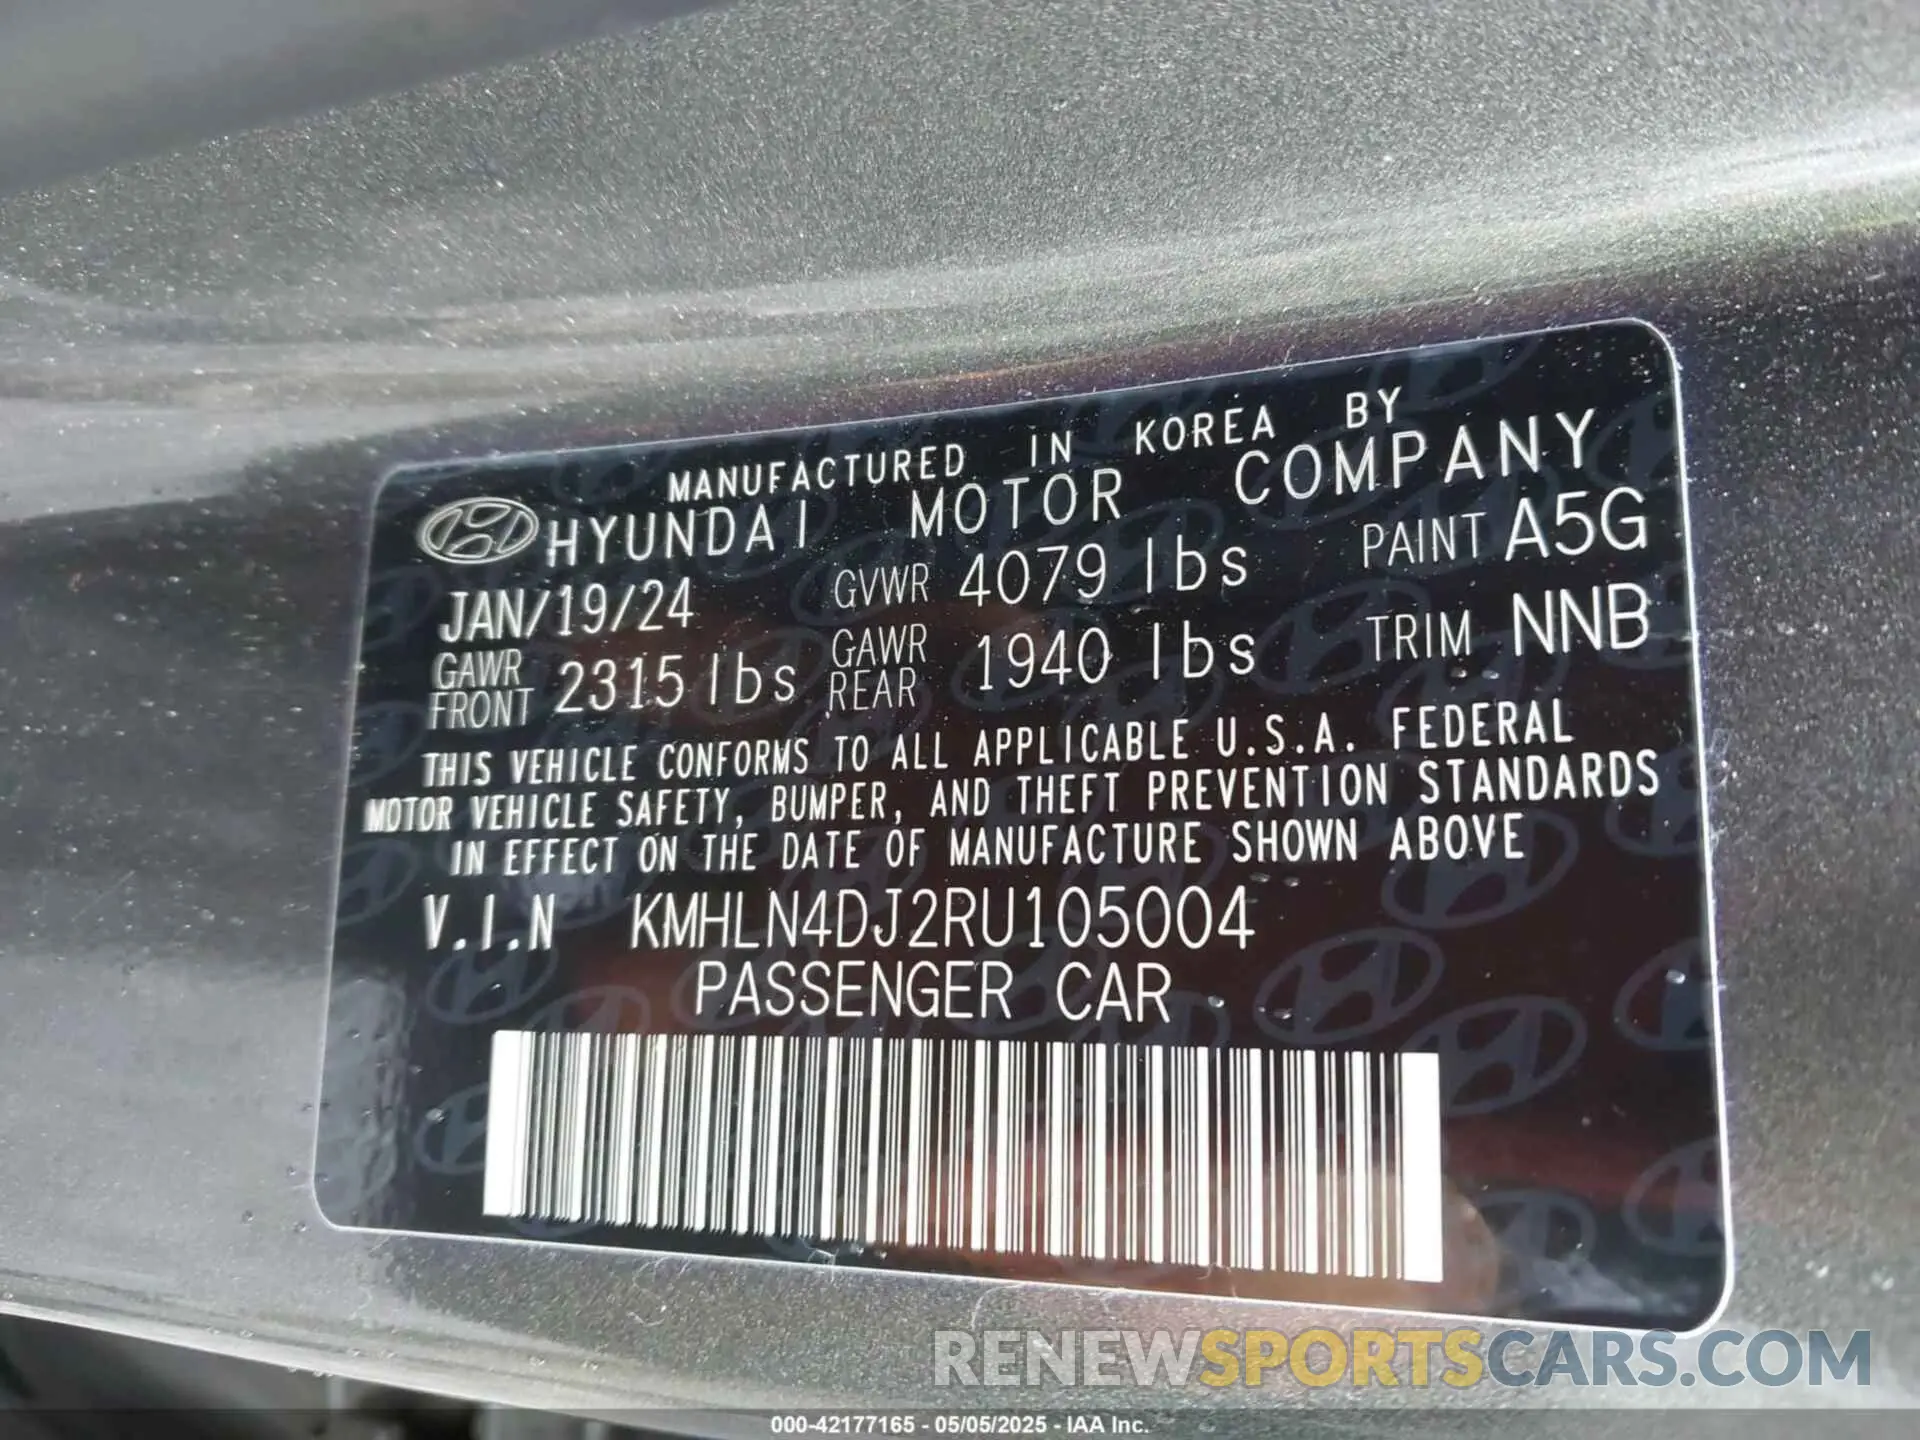 MANUFACTURED IN KOREA BY
HYUNDAI MOTOR COMPANY
JAN/19/24 GVWR 4079 lbs PAINT A5G
GAWR FRONT 2315 lbs GAWR REAR 1940 lbs TRIM NNB
THIS VEHICLE CONFORMS TO ALL APPLICABLE U.S.A. FEDERAL
MOTOR VEHICLE SAFETY, BUMPER, AND THEFT PREVENTION STANDARDS
IN EFFECT ON THE DATE OF MANUFACTURE SHOWN ABOVE
V.I.N KMHLN4DJ2RU105004
PASSENGER CAR
RENEWSPORTSCARS.COM
000-42177165 - 05/05/2025 - IAA Inc.